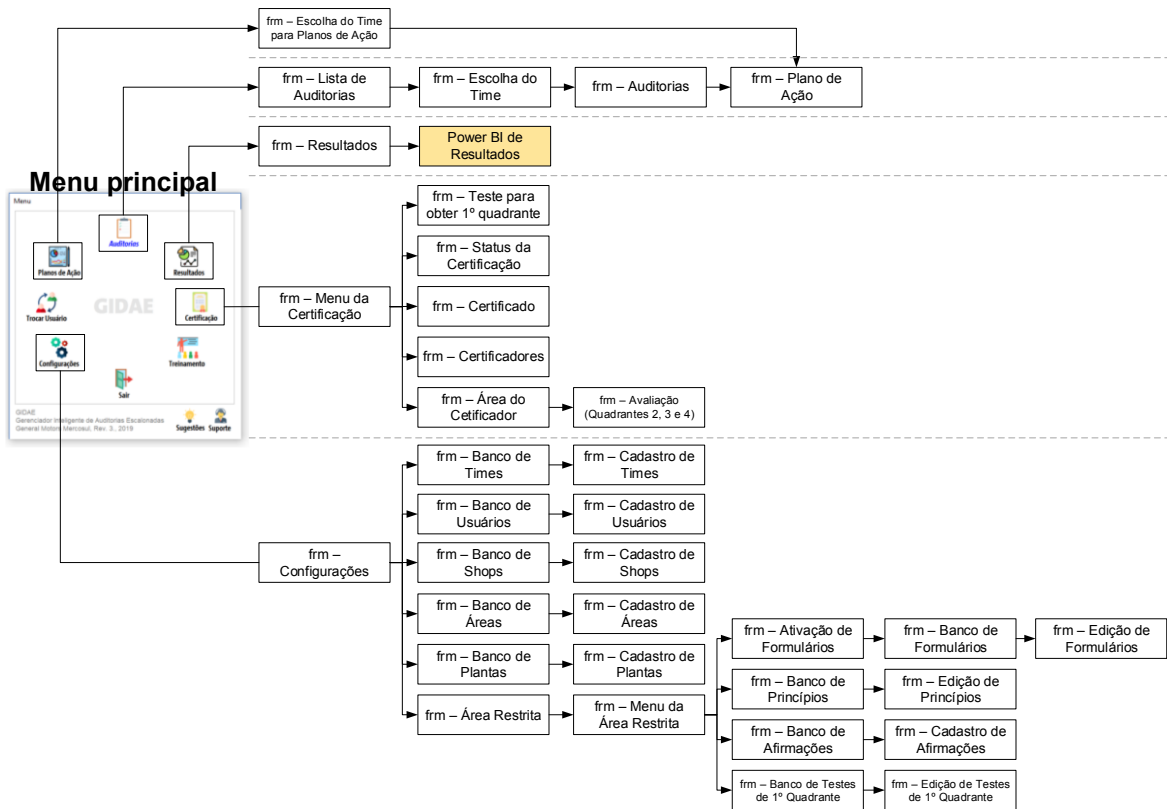 frm – Escolha do Time
para Planos de Ação
frm – Lista de
Auditorias
frm – Escolha do
Time
frm – Auditorias
frm – Plano de
Ação
frm – Resultados
Power BI de
Resultados
Menu principal
Menu
Auditorias
Planos de Ação
Resultados
Trocar Usuário
GIDAE
Certificação
Configurações
Treinamento
Sair
GIDAE
Gerenciador Inteligente de Auditorias Escalonadas
General Motors Mercosul, Rev. 3., 2019
Sugestões
Suporte
frm – Menu da
Certificação
frm – Teste para
obter 1º quadrante
frm – Status da
Certificação
frm – Certificado
frm – Certificadores
frm – Área do
Cetificador
frm – Avaliação
(Quadrantes 2, 3 e 4)
frm –
Configurações
frm – Banco de
Times
frm – Cadastro de
Times
frm – Banco de
Usuários
frm – Cadastro de
Usuários
frm – Banco de
Shops
frm – Cadastro de
Shops
frm – Banco de
Áreas
frm – Cadastro de
Áreas
frm – Banco de
Plantas
frm – Cadastro de
Plantas
frm – Área Restrita
frm – Menu da
Área Restrita
frm – Ativação de
Formulários
frm – Banco de
Formulários
frm – Edição de
Formulários
frm – Banco de
Princípios
frm – Edição de
Princípios
frm – Banco de
Afirmações
frm – Cadastro de
Afirmações
frm – Banco de Testes
de 1º Quadrante
frm – Edição de Testes
de 1º Quadrante